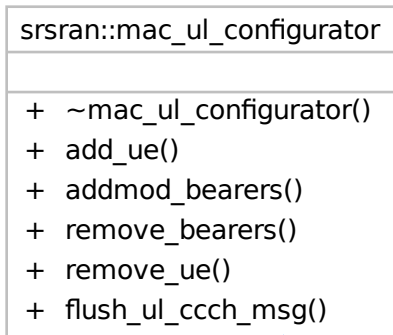 srsran::mac_ul_configurator
+ ~mac_ul_configurator()
+ add_ue()
+ addmod_bearers()
+ remove_bearers()
+ remove_ue()
+ flush_ul_ccch_msg()